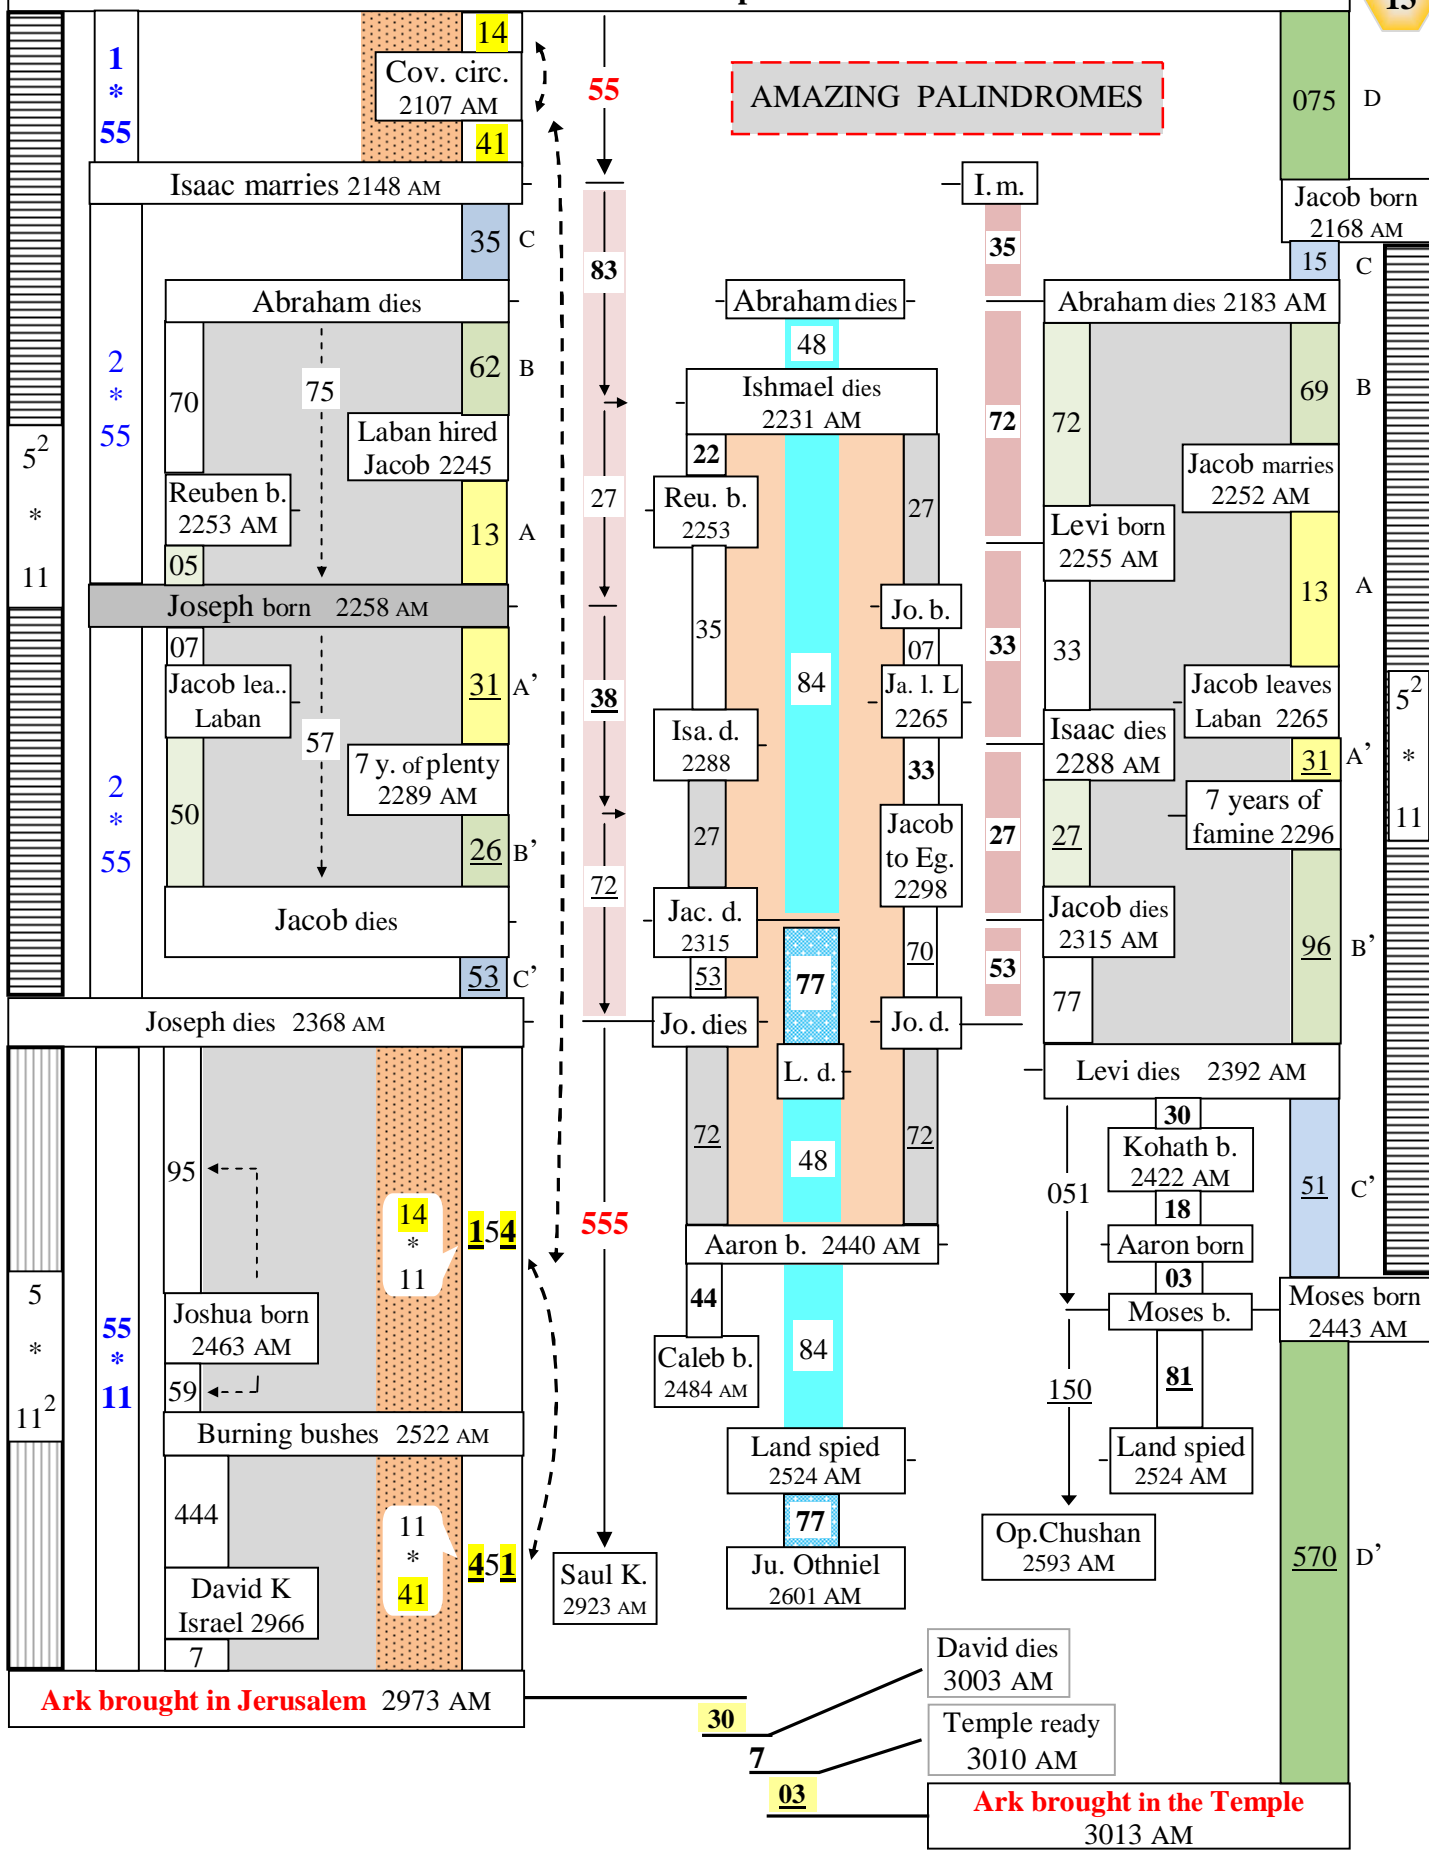 13
14
Cov. circ.
2107 AM
41
1
*
55
55
AMAZING PALINDROMES
075
D
Isaac marries 2148 AM
I. m.
Jacob born
2168 AM
35
C
83
35
15
C
Abraham dies
Abraham dies
Abraham dies 2183 AM
2
*
55
70
75
62
B
48
Ishmael dies
2231 AM
72
72
69
B
Laban hired
Jacob 2245
5²
*
11
22
27
27
Reuben b.
2253 AM
Reu. b.
2253
Jacob marries
2252 AM
13
A
Levi born
2255 AM
05
13
A
Joseph born 2258 AM
Jo. b.
07
35
07
33
33
Jacob lea..
Laban
31
A’
38
84
Ja. l. L
2265
Jacob leaves
Laban 2265
5²
*
11
57
Isa. d.
2288
Isaac dies
2288 AM
2
*
55
7 y. of plenty
2289 AM
33
31
A’
50
7 years of
famine 2296
26
B’
27
Jacob
to Eg.
2298
27
27
72
Jacob dies
Jac. d.
2315
Jacob dies
2315 AM
53
C’
53
77
70
53
77
96
B’
Joseph dies 2368 AM
Jo. dies
Jo. d.
L. d.
Levi dies 2392 AM
95
72
48
72
30
Kohath b.
2422 AM
051
51
C’
14
*
11
154
555
18
Aaron b. 2440 AM
Aaron born
03
5
*
11²
55
*
11
Joshua born
2463 AM
44
Moses b.
Moses born
2443 AM
59
Caleb b.
2484 AM
84
150
81
Burning bushes 2522 AM
Land spied
2524 AM
Land spied
2524 AM
444
11
*
41
451
77
Op.Chushan
2593 AM
570
D’
David K
Israel 2966
Saul K.
2923 AM
Ju. Othniel
2601 AM
7
David dies
3003 AM
Ark brought in Jerusalem 2973 AM
30
Temple ready
3010 AM
7
03
Ark brought in the Temple
3013 AM